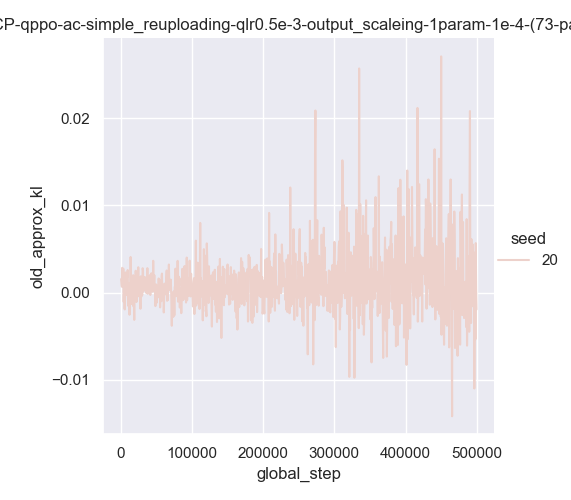 CP-qppo-ac-simple_reuploading-qlr0.5e-3-output_scaleing-1param-1e-4-(73-pa
0.02
0.01
0.00
−0.01
old_approx_kl
0
100000
200000
300000
400000
500000
global_step
seed
20